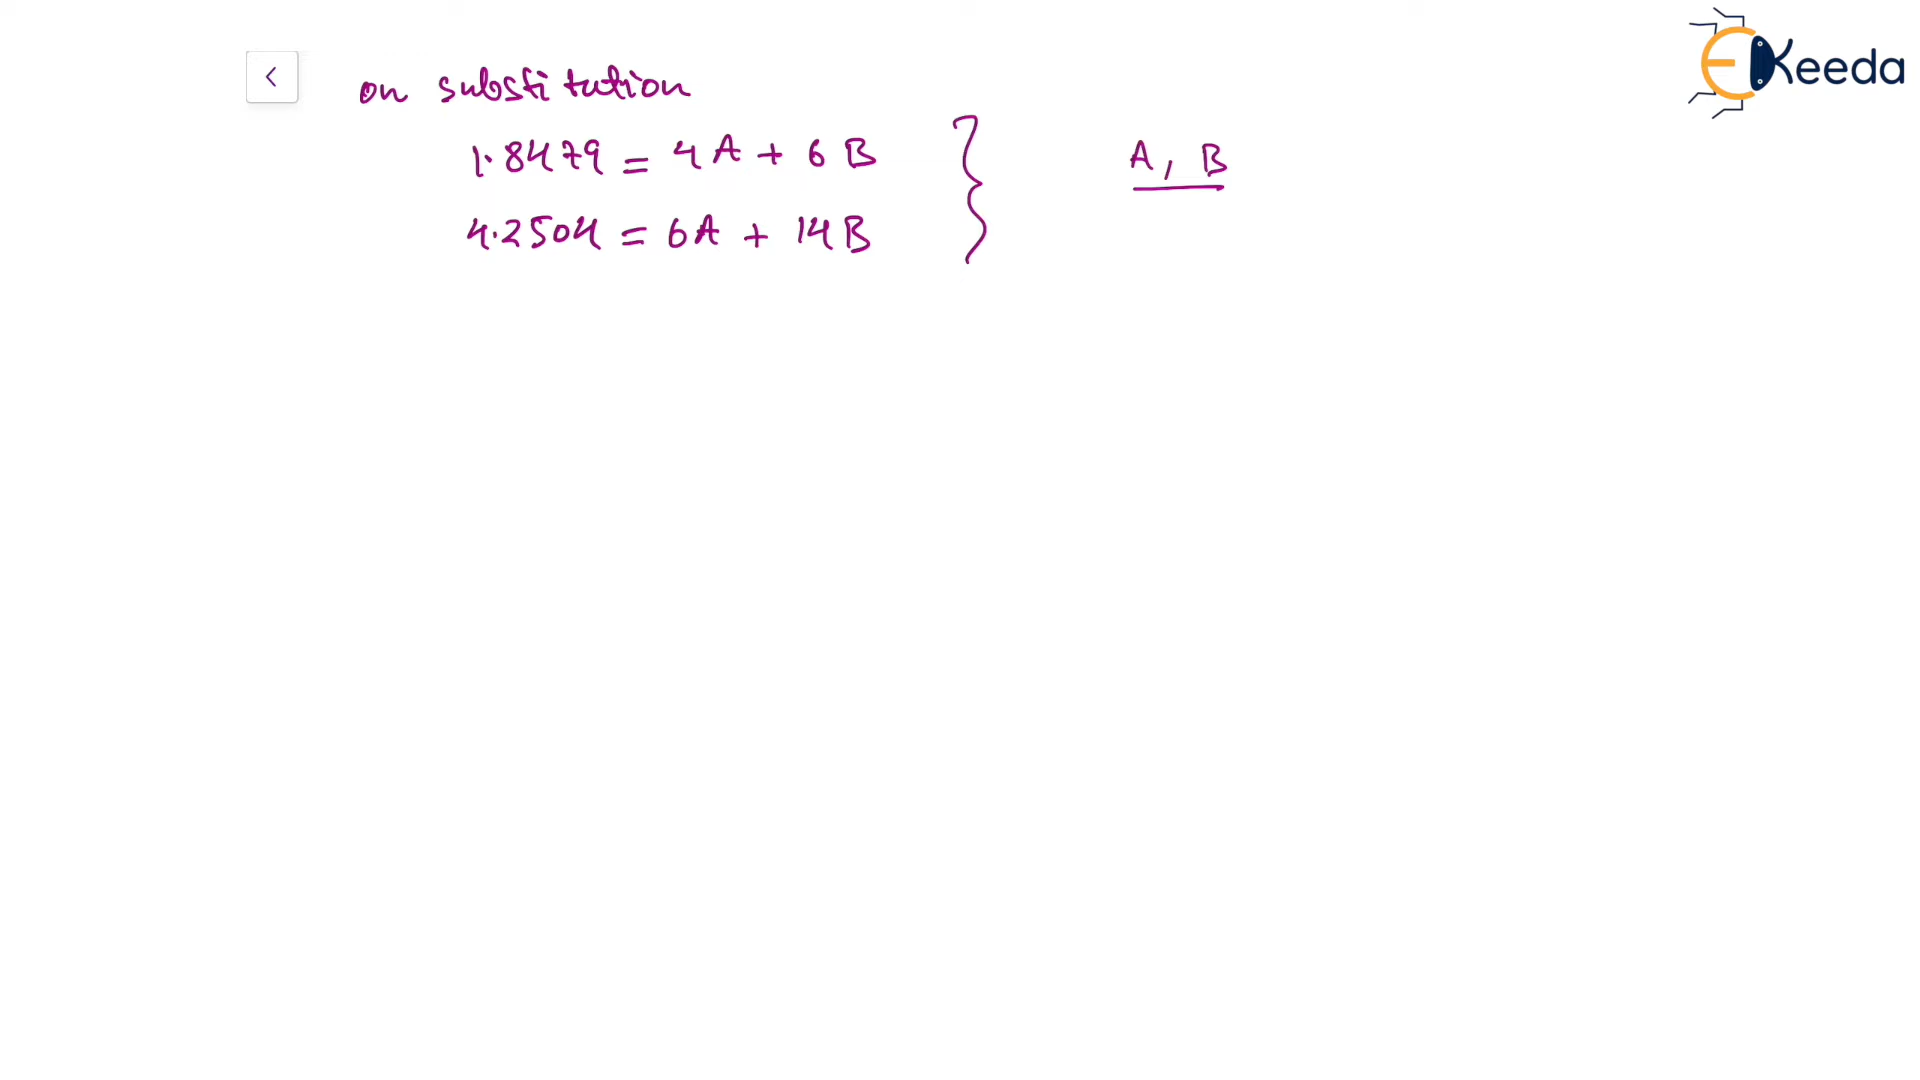 EKeeda
on substitution
1.8479 = 4A + 6B
4.2504 = 6A + 14B
A, B